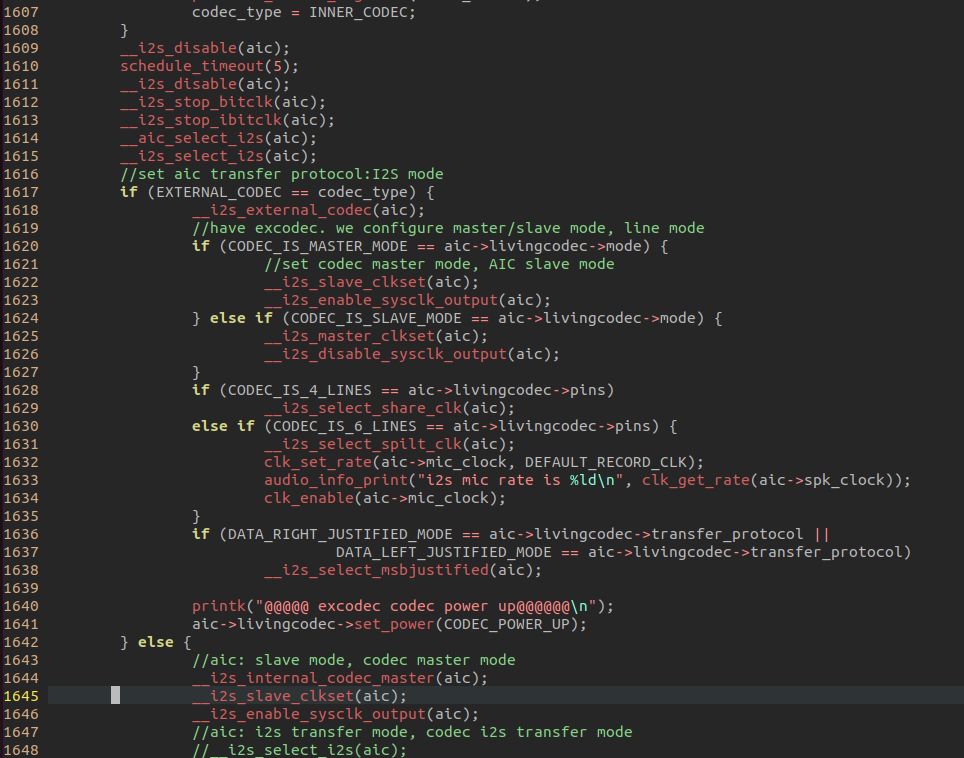 1607 codec_type = INNER_CODEC;
1608 }
1609 __i2s_disable(aic);
1610 schedule_timeout(5);
1611 __i2s_disable(aic);
1612 __i2s_stop_bitclk(aic);
1613 __i2s_stop_ibitclk(aic);
1614 __aic_select_i2s(aic);
1615 __i2s_select_i2s(aic);
1616 //set aic transfer protocol:I2S mode
1617 if (EXTERNAL_CODEC == codec_type) {
1618 __i2s_external_codec(aic);
1619 //have excodec. we configure master/slave mode, line mode
1620 if (CODEC_IS_MASTER_MODE == aic->livingcodec->mode) {
1621 //set codec master mode, AIC slave mode
1622 __i2s_slave_clkset(aic);
1623 __i2s_enable_sysclk_output(aic);
1624 } else if (CODEC_IS_SLAVE_MODE == aic->livingcodec->mode) {
1625 __i2s_master_clkset(aic);
1626 __i2s_disable_sysclk_output(aic);
1627 }
1628 if (CODEC_IS_4_LINES == aic->livingcodec->pins)
1629 __i2s_select_share_clk(aic);
1630 else if (CODEC_IS_6_LINES == aic->livingcodec->pins) {
1631 __i2s_select_spilt_clk(aic);
1632 clk_set_rate(aic->mic_clock, DEFAULT_RECORD_CLK);
1633 audio_info_print("i2s mic rate is %ld\n", clk_get_rate(aic->spk_clock));
1634 clk_enable(aic->mic_clock);
1635 }
1636 if (DATA_RIGHT_JUSTIFIED_MODE == aic->livingcodec->transfer_protocol ||
1637 DATA_LEFT_JUSTIFIED_MODE == aic->livingcodec->transfer_protocol)
1638 __i2s_select_msbjustified(aic);
1639
1640 printk("@@@@@ excodec codec power up@@@@@@\n");
1641 aic->livingcodec->set_power(CODEC_POWER_UP);
1642 } else {
1643 //aic: slave mode, codec master mode
1644 __i2s_internal_codec_master(aic);
1645 __i2s_slave_clkset(aic);
1646 __i2s_enable_sysclk_output(aic);
1647 //aic: i2s transfer mode, codec i2s transfer mode
1648 //__i2s_select_i2s(aic);